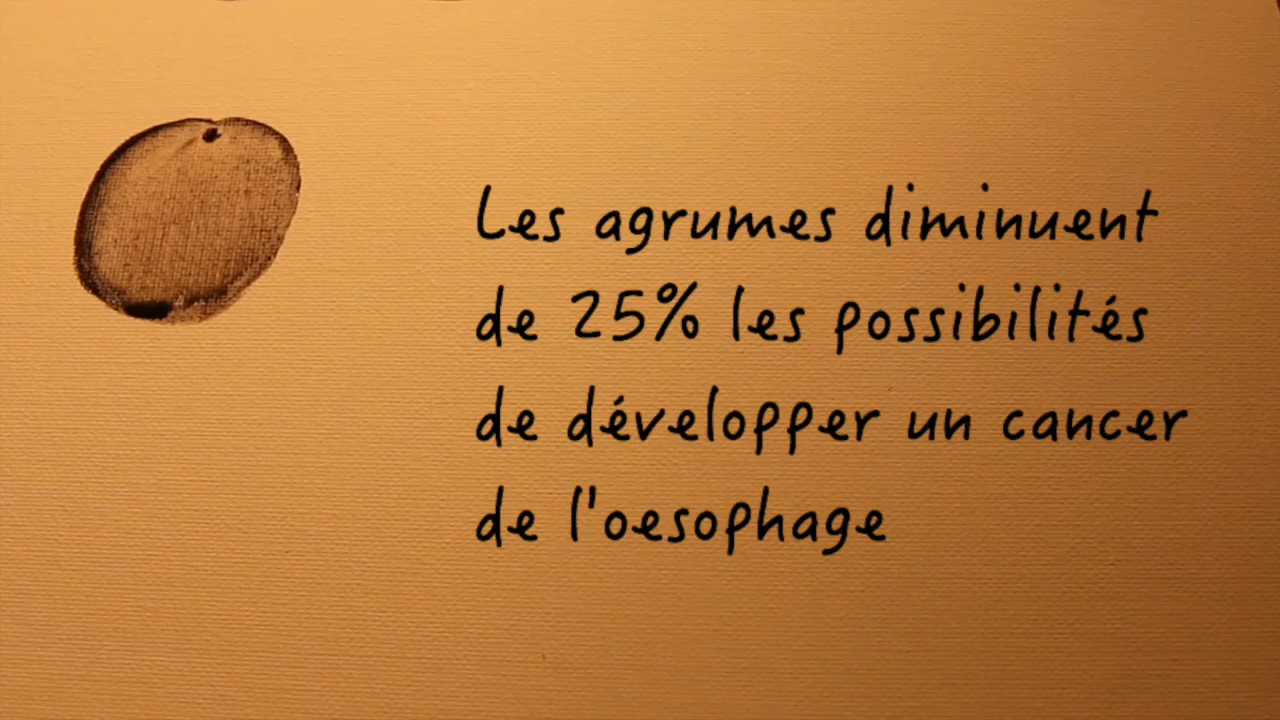 Les agrumes diminuent
de 25% les possibilités
de développer un cancer
de l'oesophage